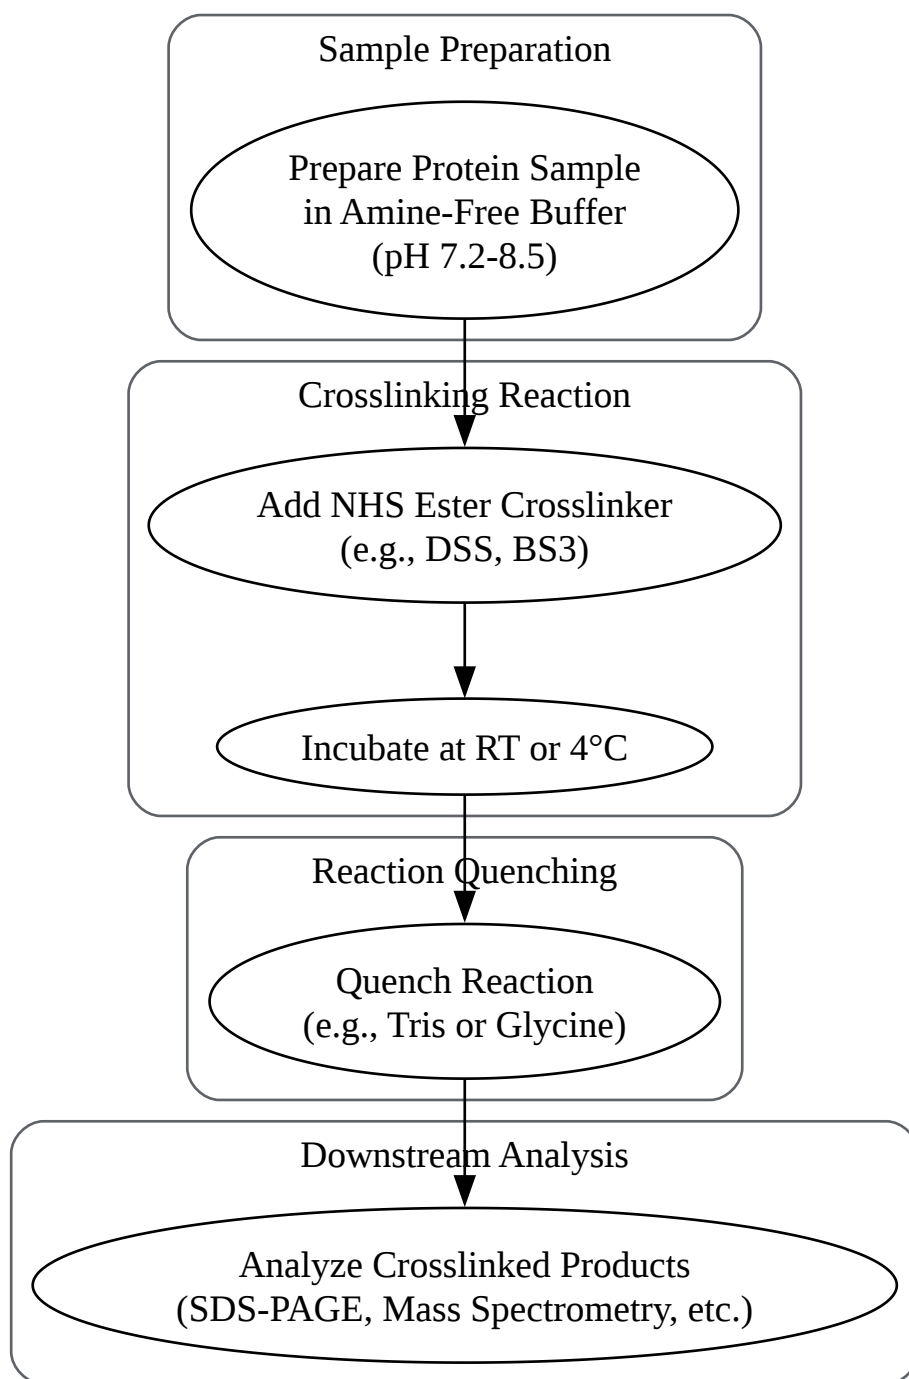 Sample Preparation
Prepare Protein Sample
in Amine-Free Buffer
(pH 7.2-8.5)
Crosslinking Reaction
Add NHS Ester Crosslinker
(e.g., DSS, BS3)
Incubate at RT or 4°C
Reaction Quenching
Quench Reaction
(e.g., Tris or Glycine)
Downstream Analysis
Analyze Crosslinked Products
(SDS-PAGE, Mass Spectrometry, etc.)